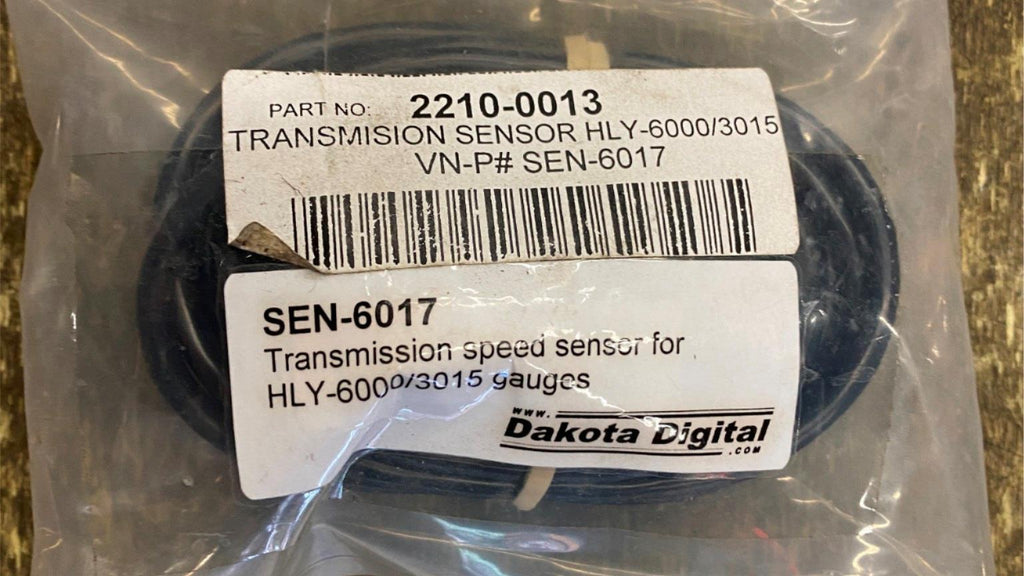 PART NO: 2210-0013
TRANSMISION SENSOR HLY-6000/3015
VN-P# SEN-6017
SEN-6017
Transmission speed sensor for
HLY-6000/3015 gauges
www.
Dakota Digital
.COM